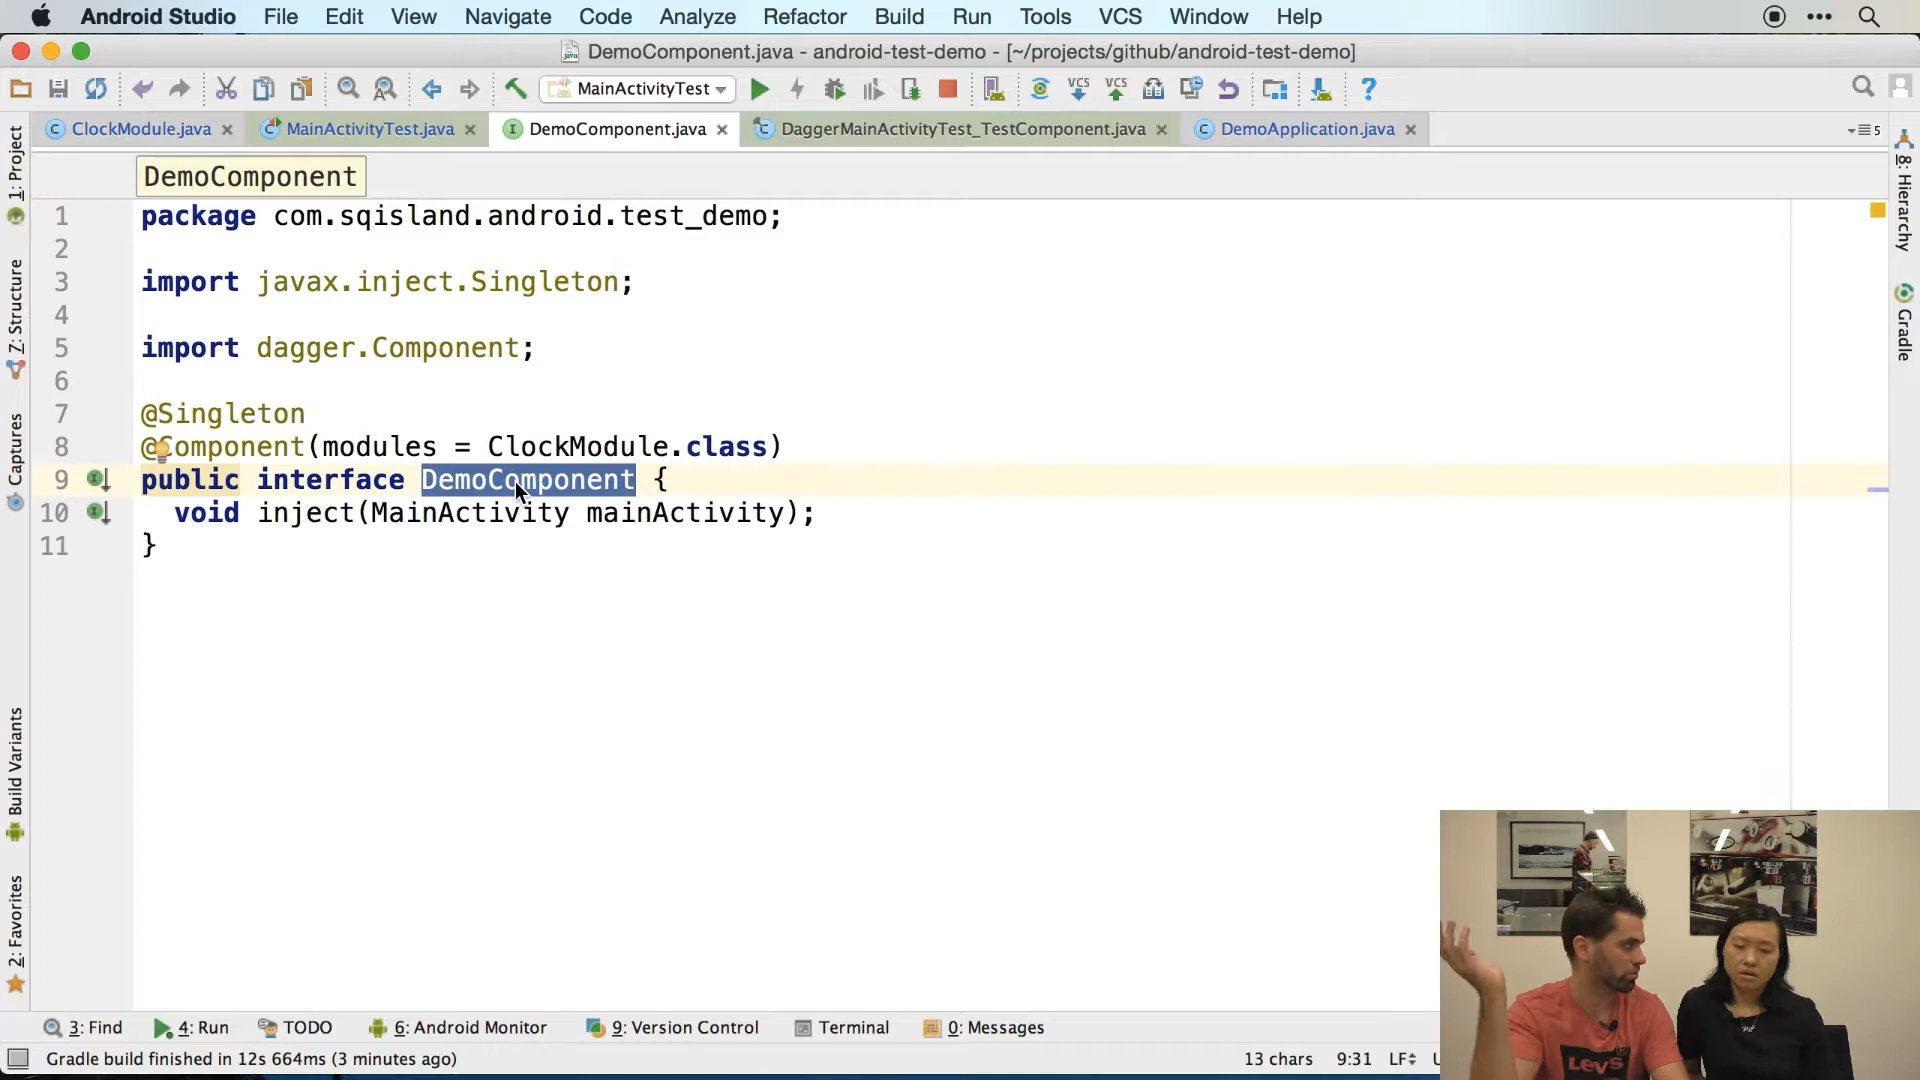 Android Studio File Edit View Navigate Code Analyze Refactor Build Run Tools VCS Window Help
DemoComponent.java - android-test-demo - [~/projects/github/android-test-demo]
MainActivityTest VCS VCS ?
ClockModule.java MainActivityTest.java DemoComponent.java DaggerMainActivityTest_TestComponent.java DemoApplication.java 5
DemoComponent
1 package com.sqisland.android.test_demo;
2
3 import javax.inject.Singleton;
4
5 import dagger.Component;
6
7 @Singleton
8 @Component(modules = ClockModule.class)
9 public interface DemoComponent {
10 void inject(MainActivity mainActivity);
11 }
1: Project
Z: Structure
Captures
Build Variants
2: Favorites
8: Hierarchy
Gradle
LEVI'S
3: Find 4: Run TODO 6: Android Monitor 9: Version Control Terminal 0: Messages
Gradle build finished in 12s 664ms (3 minutes ago) 13 chars 9:31 LF